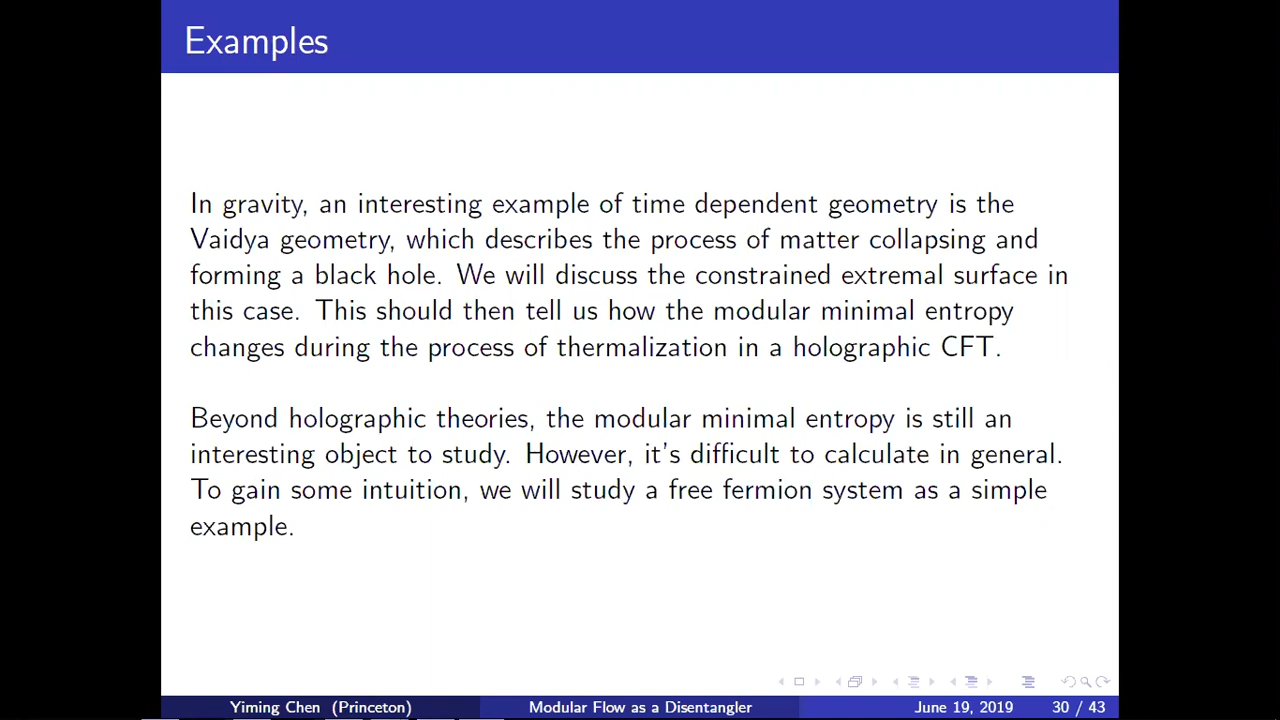 Examples
In gravity, an interesting example of time dependent geometry is the
Vaidya geometry, which describes the process of matter collapsing and
forming a black hole. We will discuss the constrained extremal surface in
this case. This should then tell us how the modular minimal entropy
changes during the process of thermalization in a holographic CFT.
Beyond holographic theories, the modular minimal entropy is still an
interesting object to study. However, it's difficult to calculate in general.
To gain some intuition, we will study a free fermion system as a simple
example.
Yiming Chen (Princeton) Modular Flow as a Disentangler June 19, 2019 30 / 43